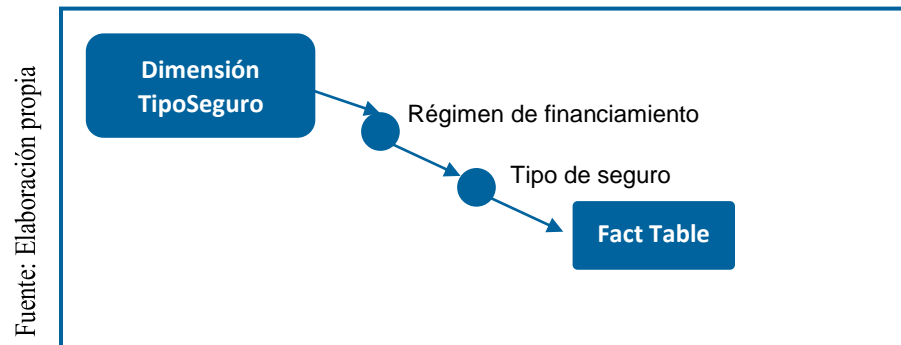 Fuente: Elaboración propia
Dimensión
TipoSeguro
Régimen de financiamiento
Tipo de seguro
Fact Table